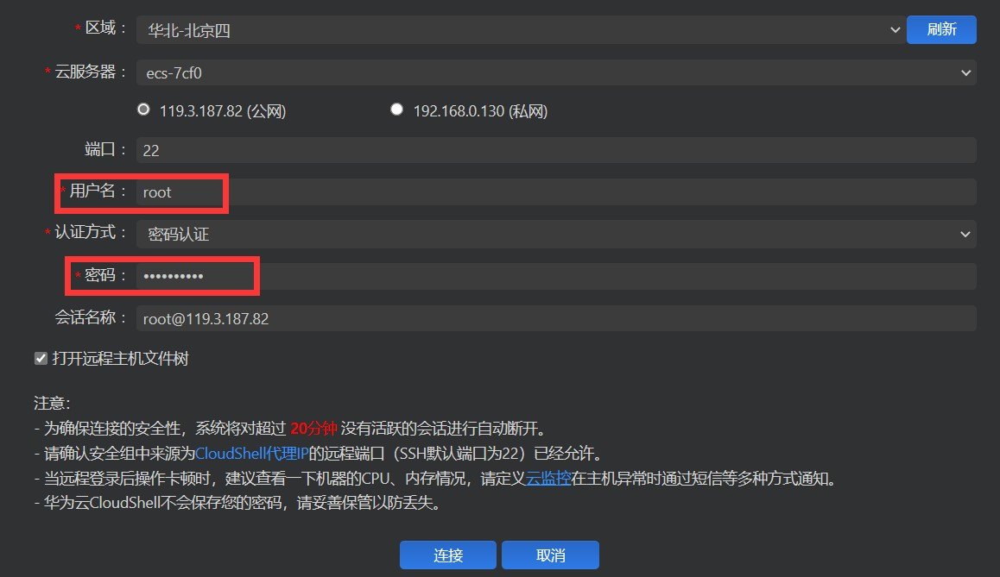 * 区域： 华北-北京四 刷新
* 云服务器： ecs-7cf0
119.3.187.82 (公网) 192.168.0.130 (私网)
端口： 22
* 用户名： root
* 认证方式： 密码认证
* 密码： ••••••••••
会话名称： root@119.3.187.82
打开远程主机文件树
注意：
- 为确保连接的安全性，系统将对超过 20分钟 没有活跃的会话进行自动断开。
- 请确认安全组中来源为CloudShell代理IP的远程端口（SSH默认端口为22）已经允许。
- 当远程登录后操作卡顿时，建议查看一下机器的CPU、内存情况，请定义云监控在主机异常时通过短信等多种方式通知。
- 华为云CloudShell不会保存您的密码，请妥善保管以防丢失。
连接 取消